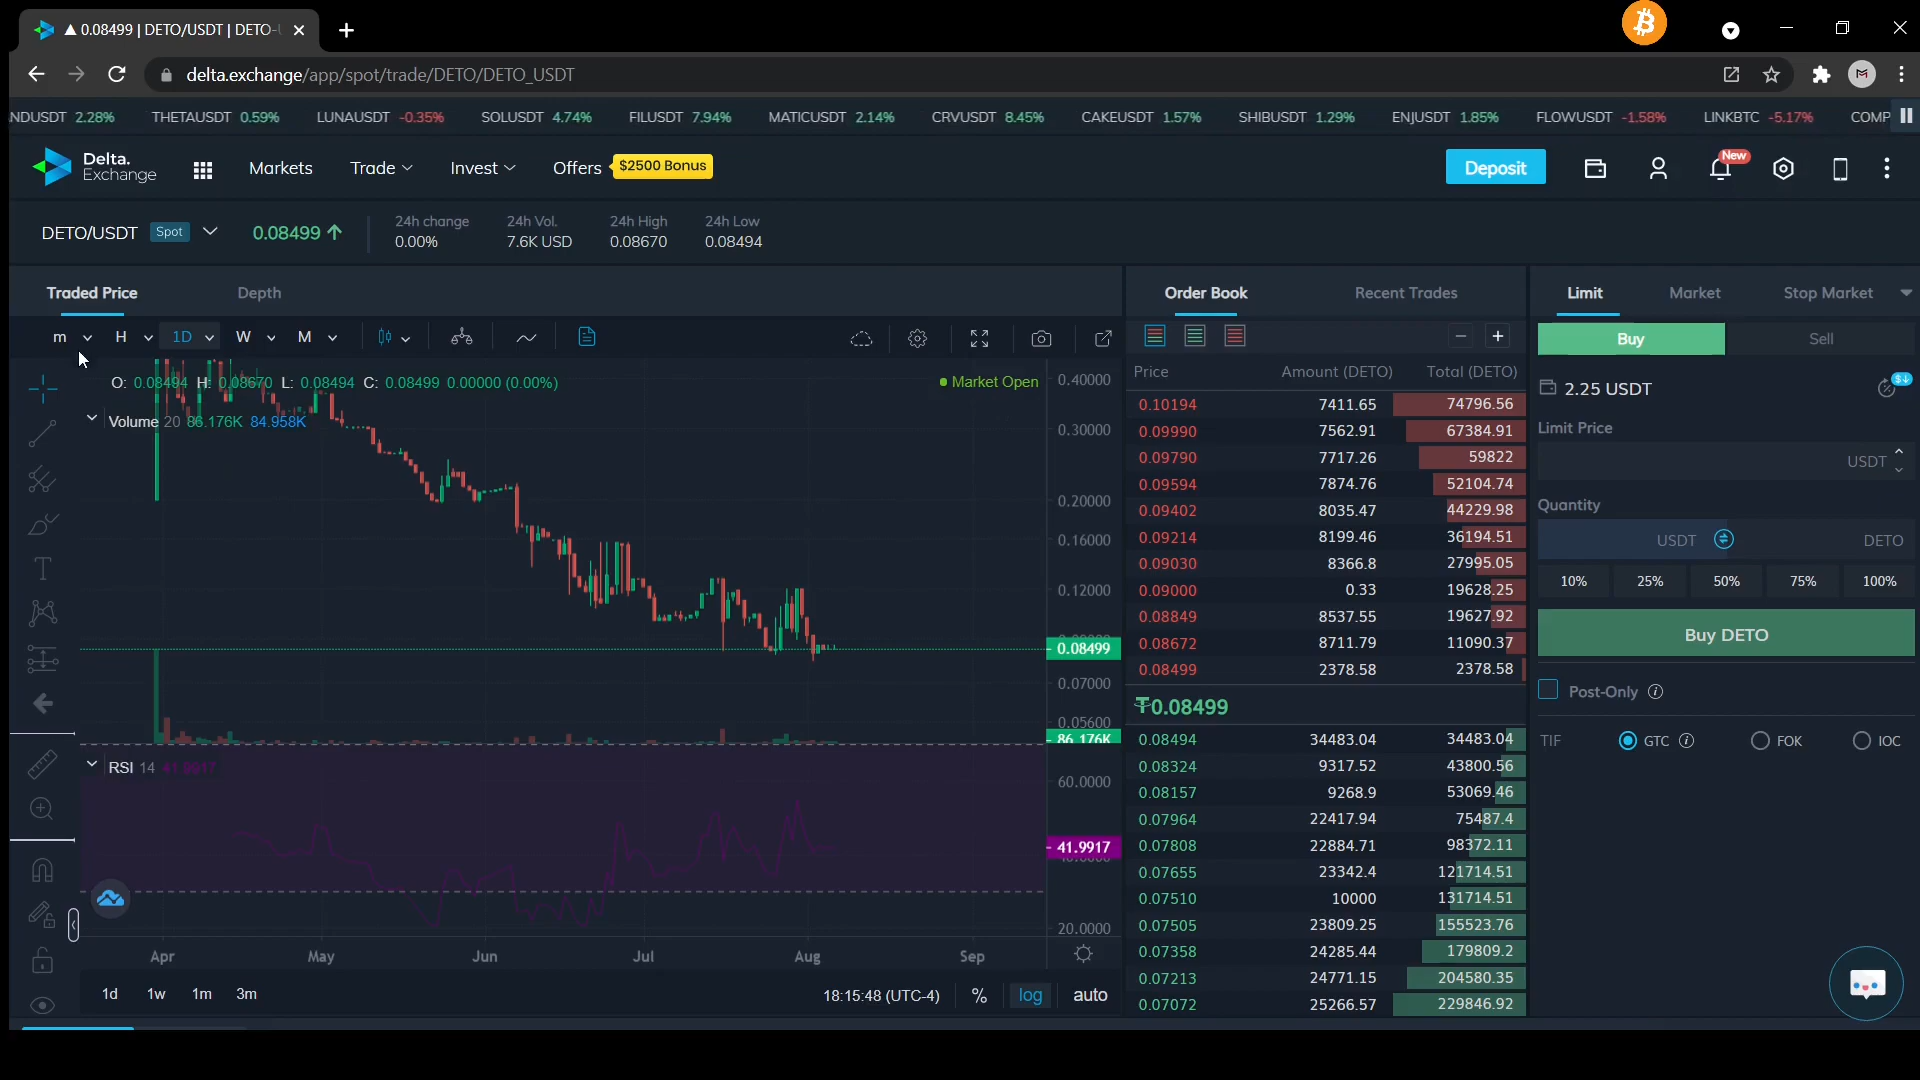 ▲ 0.08499 | DETO/USDT | DETO-
delta.exchange/app/spot/trade/DETO/DETO_USDT
NDUSDT 2.28% THETAUSDT 0.59% LUNAUSDT -0.35% SOLUSDT 4.74% FILUSDT 7.94% MATICUSDT 2.14% CRVUSDT 8.45% CAKEUSDT 1.57% SHIBUSDT 1.29% ENJUSDT 1.85% FLOWUSDT -1.58% LINKBTC -5.17% COMP
Delta.
Exchange
Markets Trade Invest Offers $2500 Bonus Deposit New
DETO/USDT Spot 0.08499
24h change 24h Vol. 24h High 24h Low
0.00% 7.6K USD 0.08670 0.08494
Traded Price Depth
m H 1D W M
O: 0.08494 H: 0.08670 L: 0.08494 C: 0.08499 0.00000 (0.00%)
Market Open
Volume 20 86.176K 84.958K
0.40000
0.30000
0.20000
0.16000
0.12000
0.08499
0.07000
0.05600
86.176K
RSI 14 41.9917
60.0000
41.9917
20.0000
Apr May Jun Jul Aug Sep
1d 1w 1m 3m 18:15:48 (UTC-4) % log auto
Order Book Recent Trades
Price Amount (DETO) Total (DETO)
0.10194 7411.65 74796.56
0.09990 7562.91 67384.91
0.09790 7717.26 59822
0.09594 7874.76 52104.74
0.09402 8035.47 44229.98
0.09214 8199.46 36194.51
0.09030 8366.8 27995.05
0.09000 0.33 19628.25
0.08849 8537.55 19627.92
0.08672 8711.79 11090.37
0.08499 2378.58 2378.58
₮0.08499
0.08494 34483.04 34483.04
0.08324 9317.52 43800.56
0.08157 9268.9 53069.46
0.07964 22417.94 75487.4
0.07808 22884.71 98372.11
0.07655 23342.4 121714.51
0.07510 10000 131714.51
0.07505 23809.25 155523.76
0.07358 24285.44 179809.2
0.07213 24771.15 204580.35
0.07072 25266.57 229846.92
Limit Market Stop Market
Buy Sell
2.25 USDT
Limit Price
USDT
Quantity
USDT DETO
10% 25% 50% 75% 100%
Buy DETO
Post-Only
TIF GTC FOK IOC